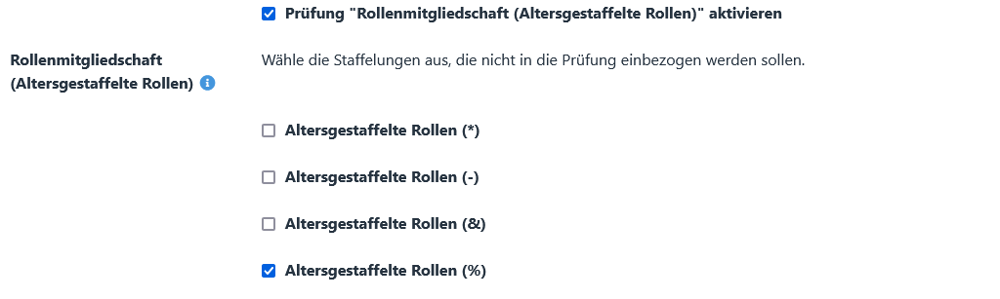 Prüfung "Rollenmitgliedschaft (Altersgestaffelte Rollen)" aktivieren
Rollenmitgliedschaft
(Altersgestaffelte Rollen)
Wähle die Staffelungen aus, die nicht in die Prüfung einbezogen werden sollen.
Altersgestaffelte Rollen (*)
Altersgestaffelte Rollen (-)
Altersgestaffelte Rollen (&)
Altersgestaffelte Rollen (%)